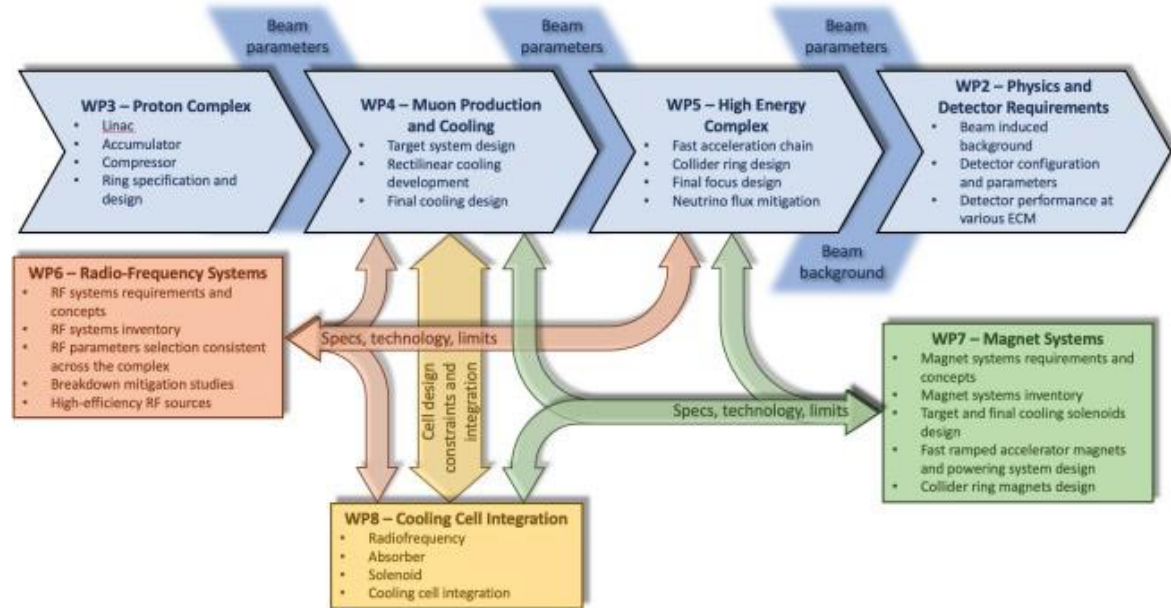 Beam
parameters
Beam
parameters
Beam
parameters
WP3 – Proton Complex
• Linac
• Accumulator
• Compressor
• Ring specification and
design
WP4 – Muon Production
and Cooling
• Target system design
• Rectilinear cooling
development
• Final cooling design
WP5 – High Energy
Complex
• Fast acceleration chain
• Collider ring design
• Final focus design
• Neutrino flux mitigation
WP2 – Physics and
Detector Requirements
• Beam induced
background
• Detector configuration
and parameters
• Detector performance at
various ECM
Beam
background
WP6 – Radio-Frequency Systems
• RF systems requirements and
concepts
• RF systems inventory
• RF parameters selection consistent
across the complex
• Breakdown mitigation studies
• High-efficiency RF sources
Specs, technology, limits
Cell design
constraints and
integration
Specs, technology, limits
WP7 – Magnet Systems
• Magnet systems requirements and
concepts
• Magnet systems inventory
• Target and final cooling solenoids
design
• Fast ramped accelerator magnets
and powering system design
• Collider ring magnets design
WP8 – Cooling Cell Integration
• Radiofrequency
• Absorber
• Solenoid
• Cooling cell integration